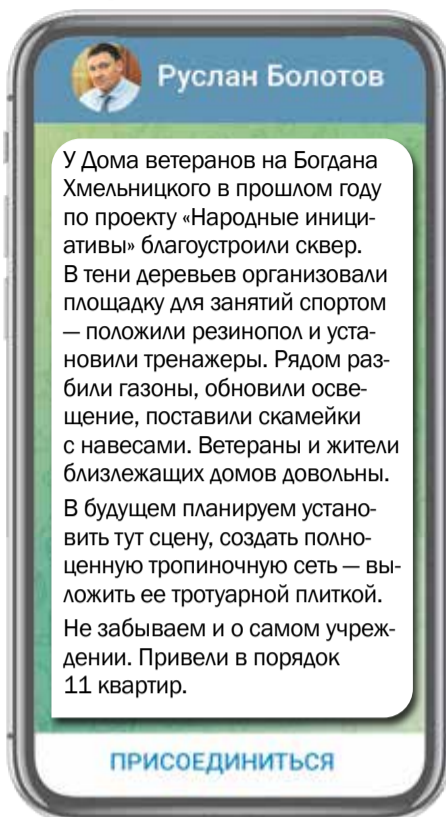 Руслан Болотов
У Дома ветеранов на Богдана
Хмельницкого в прошлом году
по проекту «Народные иници-
ативы» благоустроили сквер.
В тени деревьев организовали
площадку для занятий спортом
— положили резинопол и уста-
новили тренажеры. Рядом раз-
били газоны, обновили осве-
щение, поставили скамейки
с навесами. Ветераны и жители
близлежащих домов довольны.
В будущем планируем устано-
вить тут сцену, создать полно-
ценную тропиночную сеть — вы-
ложить ее тротуарной плиткой.
Не забываем и о самом учреж-
дении. Привели в порядок
11 квартир.
ПРИСОЕДИНИТЬСЯ